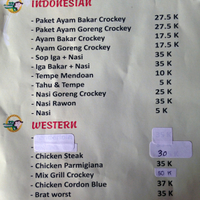 INDONESIAN
- Paket Ayam Bakar Crockey 27.5 K
- Paket Ayam Goreng Crockey 27.5 K
- Ayam Bakar Crockey 17.5 K
- Ayam Goreng Crockey 17.5 K
- Sop Iga + Nasi 35 K
- Iga Bakar + Nasi 35 K
- Tempe Mendoan 10 K
- Tahu & Tempe 5 K
- Nasi Goreng Crockey 25 K
- Nasi Rawon 35 K
- Nasi 5 K
WESTERN
-
- Chicken Steak 30
- Chicken Parmigiana 35 K
- Mix Grill Crockey
- Chicken Cordon Blue 37 K
- Brat worst 35 K